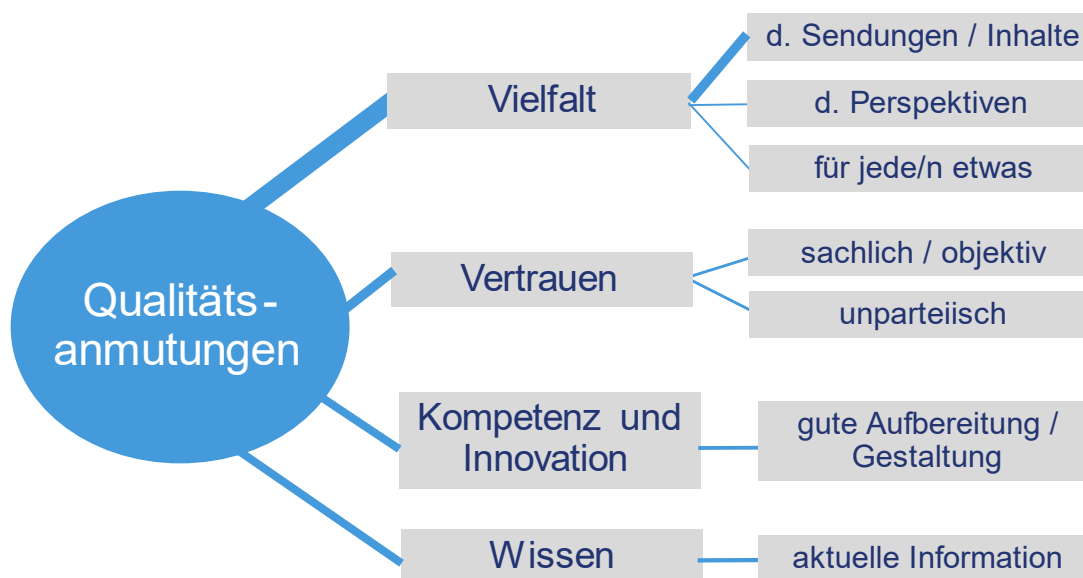 Qualitäts-
anmutungen
Vielfalt
d. Sendungen / Inhalte
d. Perspektiven
für jede/n etwas
Vertrauen
sachlich / objektiv
unparteiisch
Kompetenz und
Innovation
gute Aufbereitung /
Gestaltung
Wissen
aktuelle Information